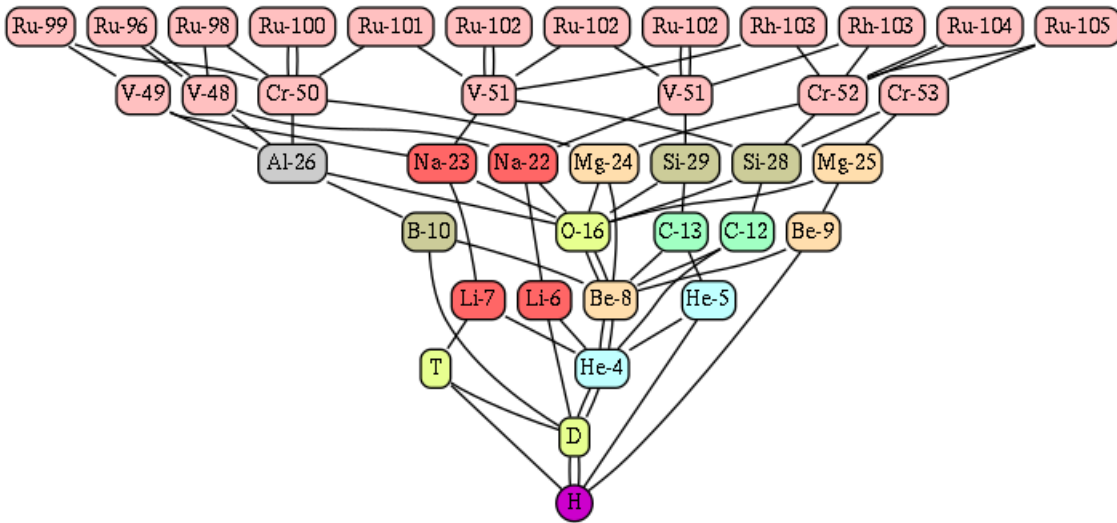 Ru-99 Ru-96 Ru-98 Ru-100 Ru-101 Ru-102 Ru-102 Ru-102 Rh-103 Rh-103 Ru-104 Ru-105
V-49 V-48 Cr-50 V-51 V-51 Cr-52 Cr-53
Al-26 Na-23 Na-22 Mg-24 Si-29 Si-28 Mg-25
B-10 O-16 C-13 C-12 Be-9
Li-7 Li-6 Be-8 He-5
T He-4
D
H